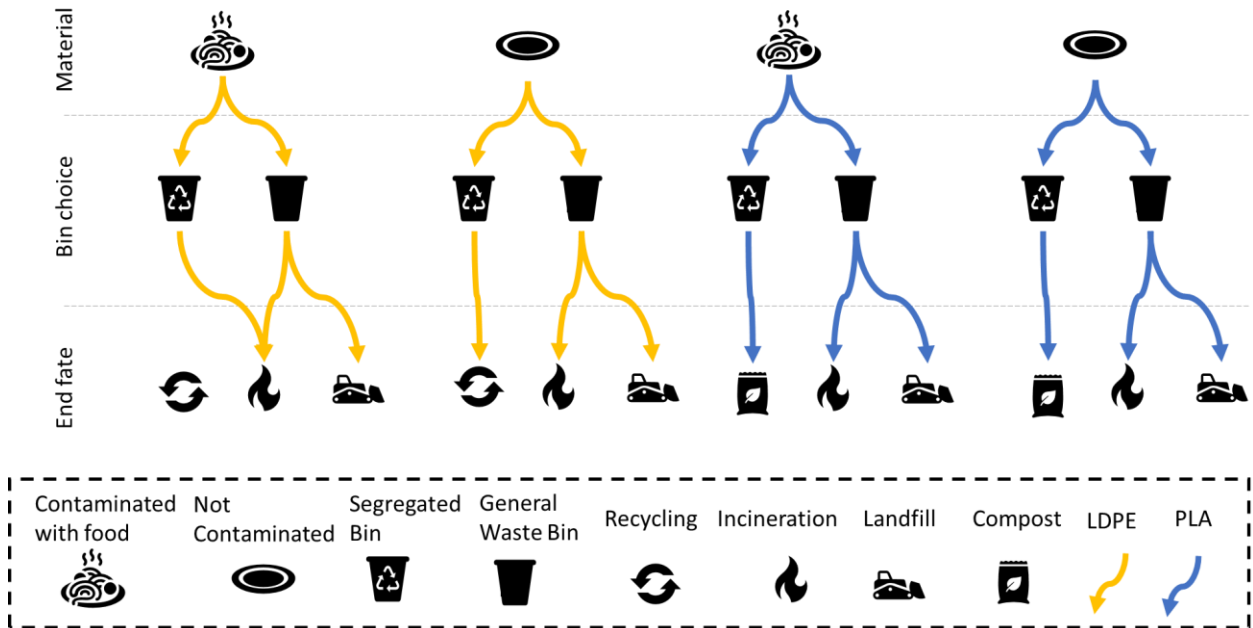 Material
Bin choice
End fate
Contaminated
with food
Not
Contaminated
Segregated
Bin
General
Waste Bin
Recycling
Incineration
Landfill
Compost
LDPE
PLA